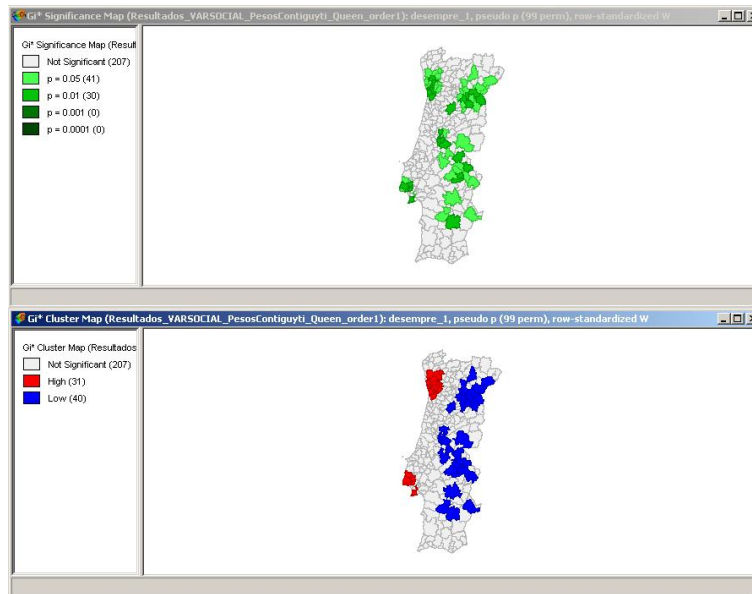 Gi* Significance Map (Resultados_VARSOCIAL_PesosContiguyti_Queen_order1): desempre_1, pseudo p (99 perm), row-standardized W
Gi* Significance Map (Result
Not Significant (207)
p = 0.05 (41)
p = 0.01 (30)
p = 0.001 (0)
p = 0.0001 (0)
Gi* Cluster Map (Resultados_VARSOCIAL_PesosContiguyti_Queen_order1): desempre_1, pseudo p (99 perm), row-standardized W
Gi* Cluster Map (Resultados
Not Significant (207)
High (31)
Low (40)